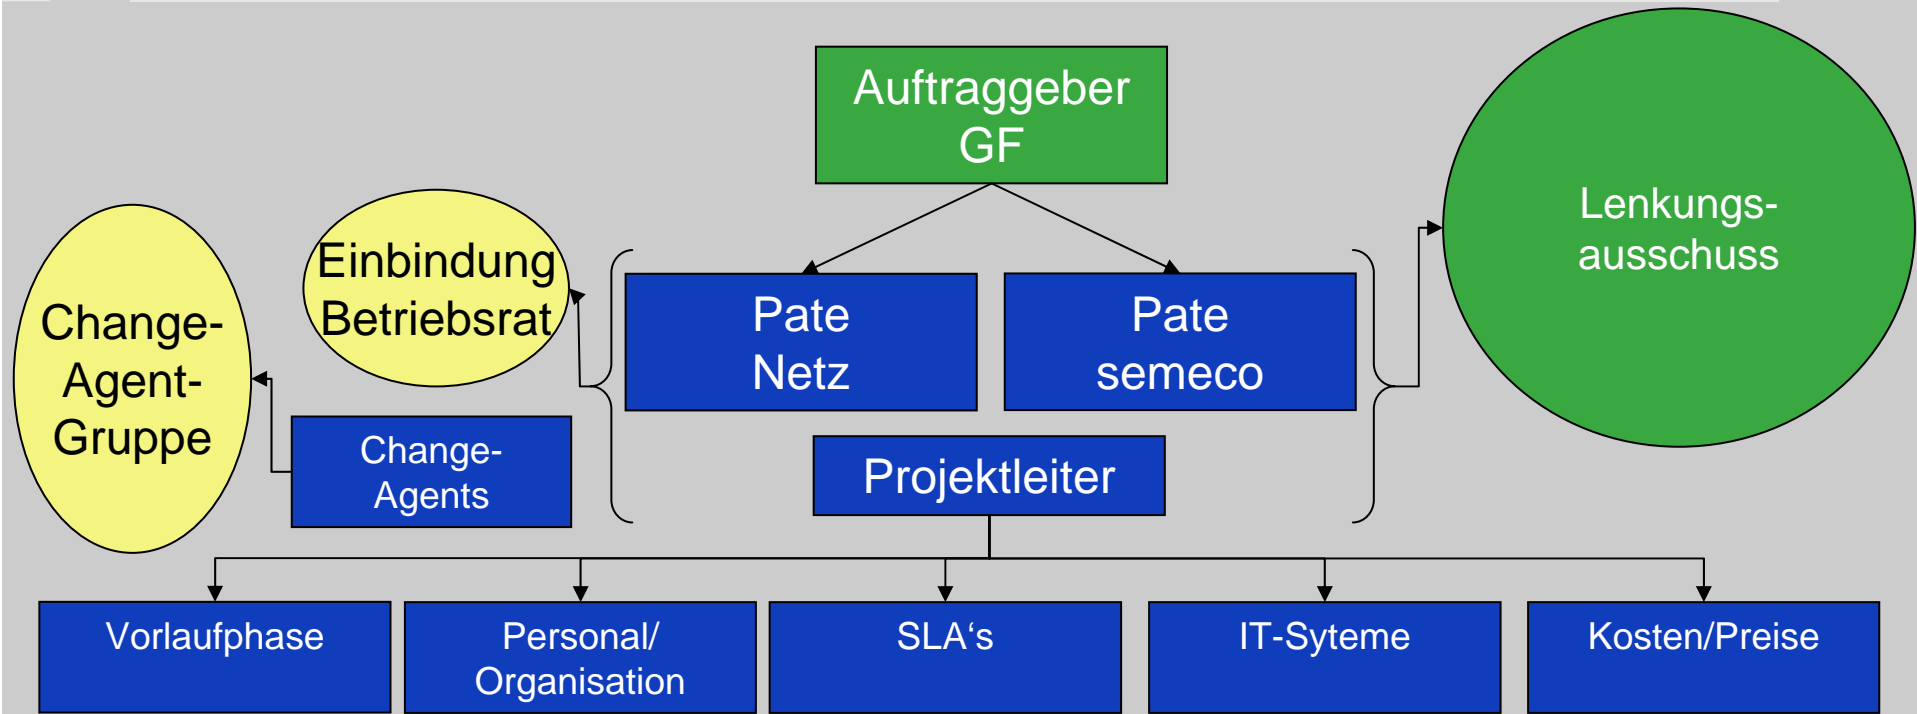 Auftraggeber
GF
Lenkungs-
ausschuss
Einbindung
Betriebsrat
Change-
Agent-
Gruppe
Pate
Netz
Pate
semeco
Change-
Agents
Projektleiter
Vorlaufphase
Personal/
Organisation
SLA‘s
IT-Syteme
Kosten/Preise